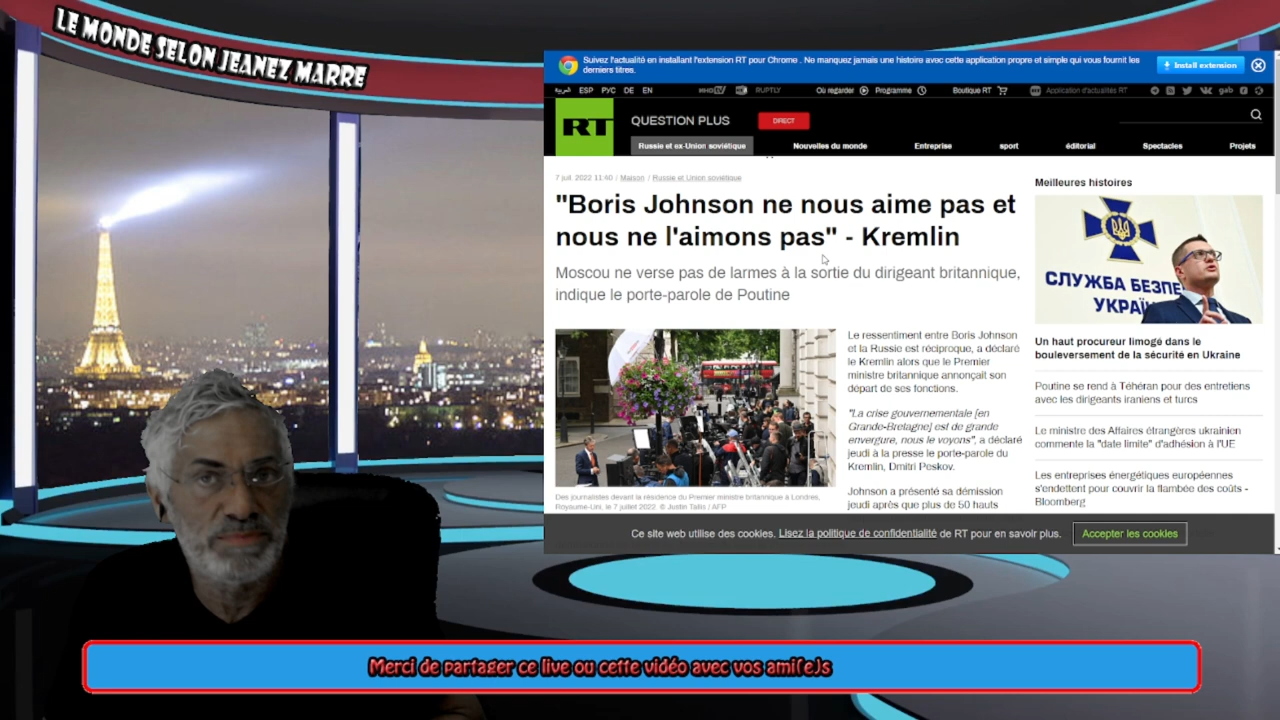 LE MONDE SELON JEANEZ MARRE
Suivez l'actualité en installant l'extension RT pour Chrome . Ne manquez jamais une histoire avec cette application propre et simple qui vous fournit les
derniers titres.
Install extension
العربية ESP РУС DE EN
RUPTLY
Où regarder
Programme
Boutique RT
Application d'actualités RT
gab
RT
QUESTION PLUS
DIRECT
Russie et ex-Union soviétique
Nouvelles du monde
Entreprise
sport
éditorial
Spectacles
Projets
7 juil. 2022 11:40 / Maison / Russie et Union soviétique
"Boris Johnson ne nous aime pas et
nous ne l'aimons pas" - Kremlin
Moscou ne verse pas de larmes à la sortie du dirigeant britannique,
indique le porte-parole de Poutine
Des journalistes devant la résidence du Premier ministre britannique à Londres,
Royaume-Uni, le 7 juillet 2022. © Justin Tallis / AFP
Le ressentiment entre Boris Johnson
et la Russie est réciproque, a déclaré
le Kremlin alors que le Premier
ministre britannique annonçait son
départ de ses fonctions.
"La crise gouvernementale [en
Grande-Bretagne] est de grande
envergure, nous le voyons", a déclaré
jeudi à la presse le porte-parole du
Kremlin, Dmitri Peskov.
Johnson a présenté sa démission
jeudi après que plus de 50 hauts
Meilleures histoires
СЛУЖБА БЕЗПЕ
УКРАЇН
Un haut procureur limogé dans le
bouleversement de la sécurité en Ukraine
Poutine se rend à Téhéran pour des entretiens
avec les dirigeants iraniens et turcs
Le ministre des Affaires étrangères ukrainien
commente la "date limite" d'adhésion à l'UE
Les entreprises énergétiques européennes
s'endettent pour couvrir la flambée des coûts -
Bloomberg
Ce site web utilise des cookies. Lisez la politique de confidentialité de RT pour en savoir plus.
Accepter les cookies
Merci de partager ce live ou cette vidéo avec vos ami(e)s